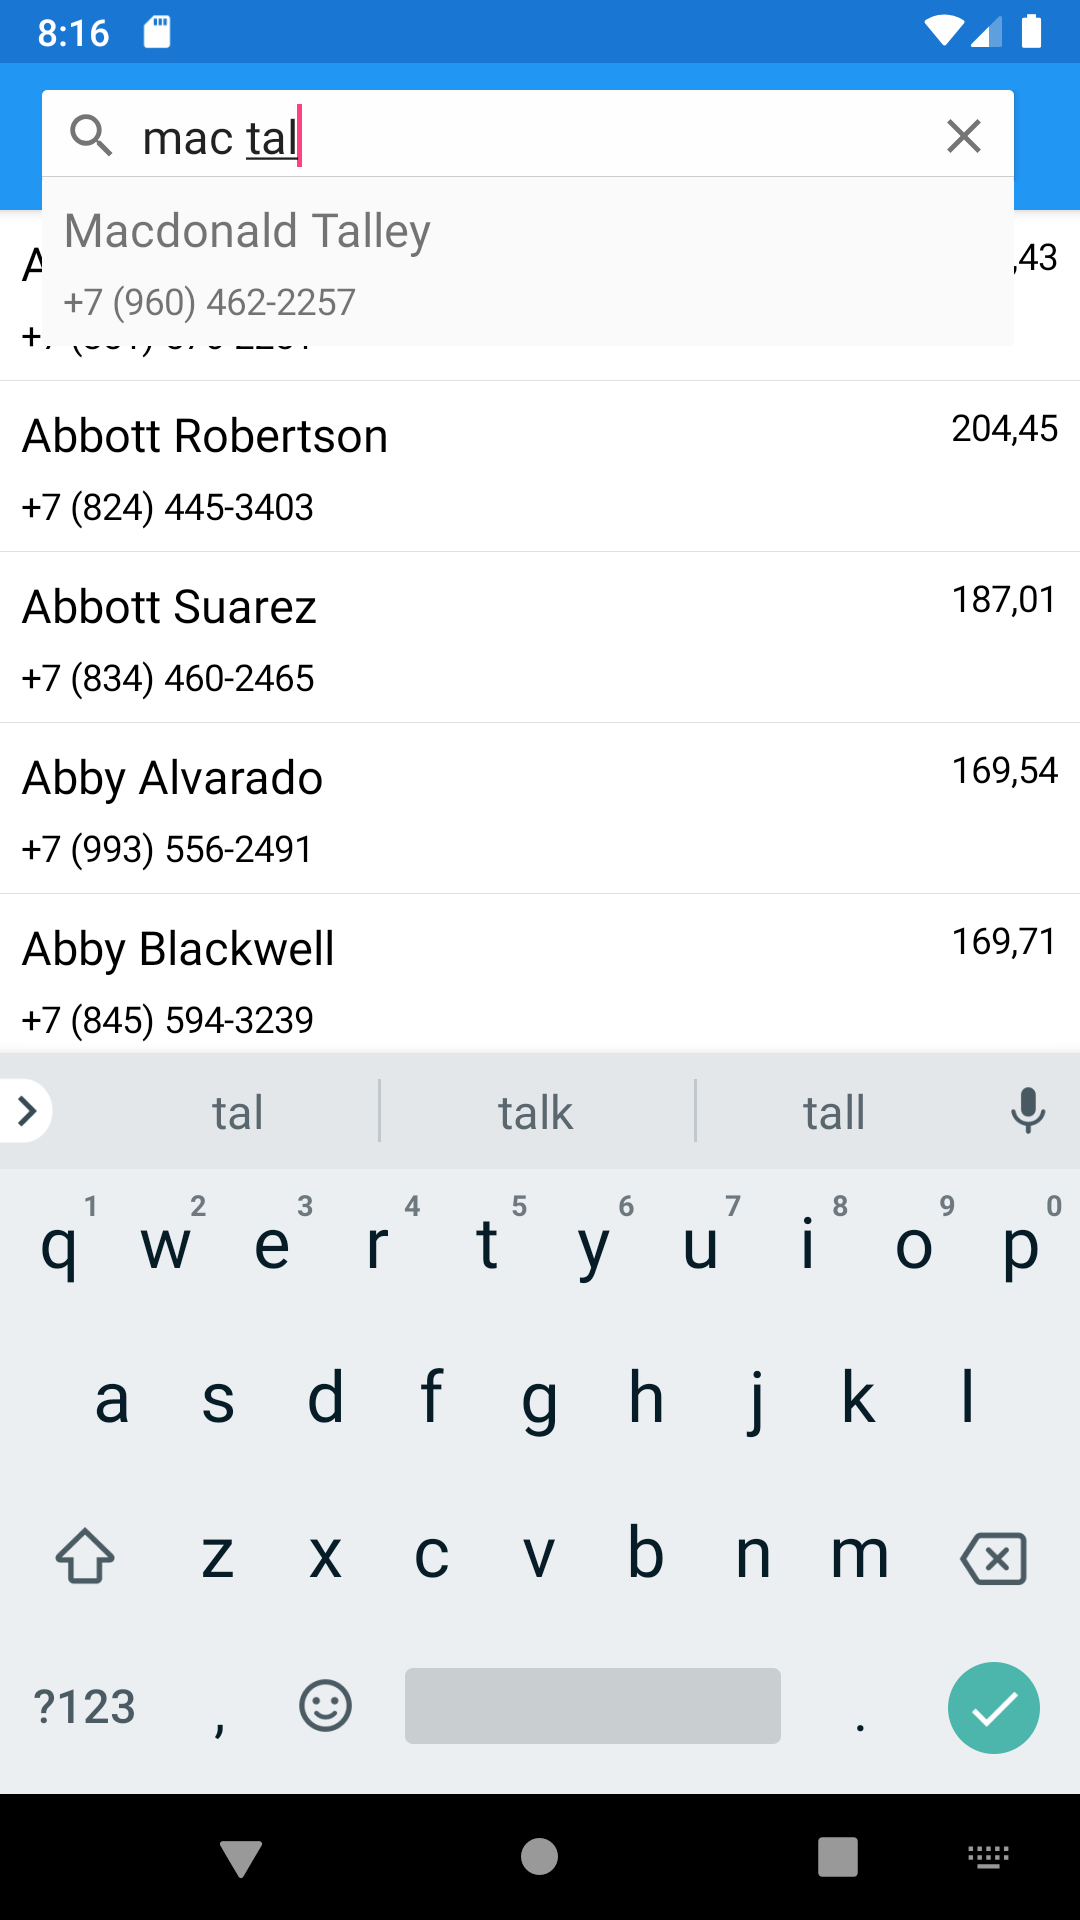 8:16
mac tal
Macdonald Talley
+7 (960) 462-2257
A ,43
Abbott Robertson 204,45
+7 (824) 445-3403
Abbott Suarez 187,01
+7 (834) 460-2465
Abby Alvarado 169,54
+7 (993) 556-2491
Abby Blackwell 169,71
+7 (845) 594-3239
tal talk tall
1 2 3 4 5 6 7 8 9 0
q w e r t y u i o p
a s d f g h j k l
z x c v b n m
?123 , .